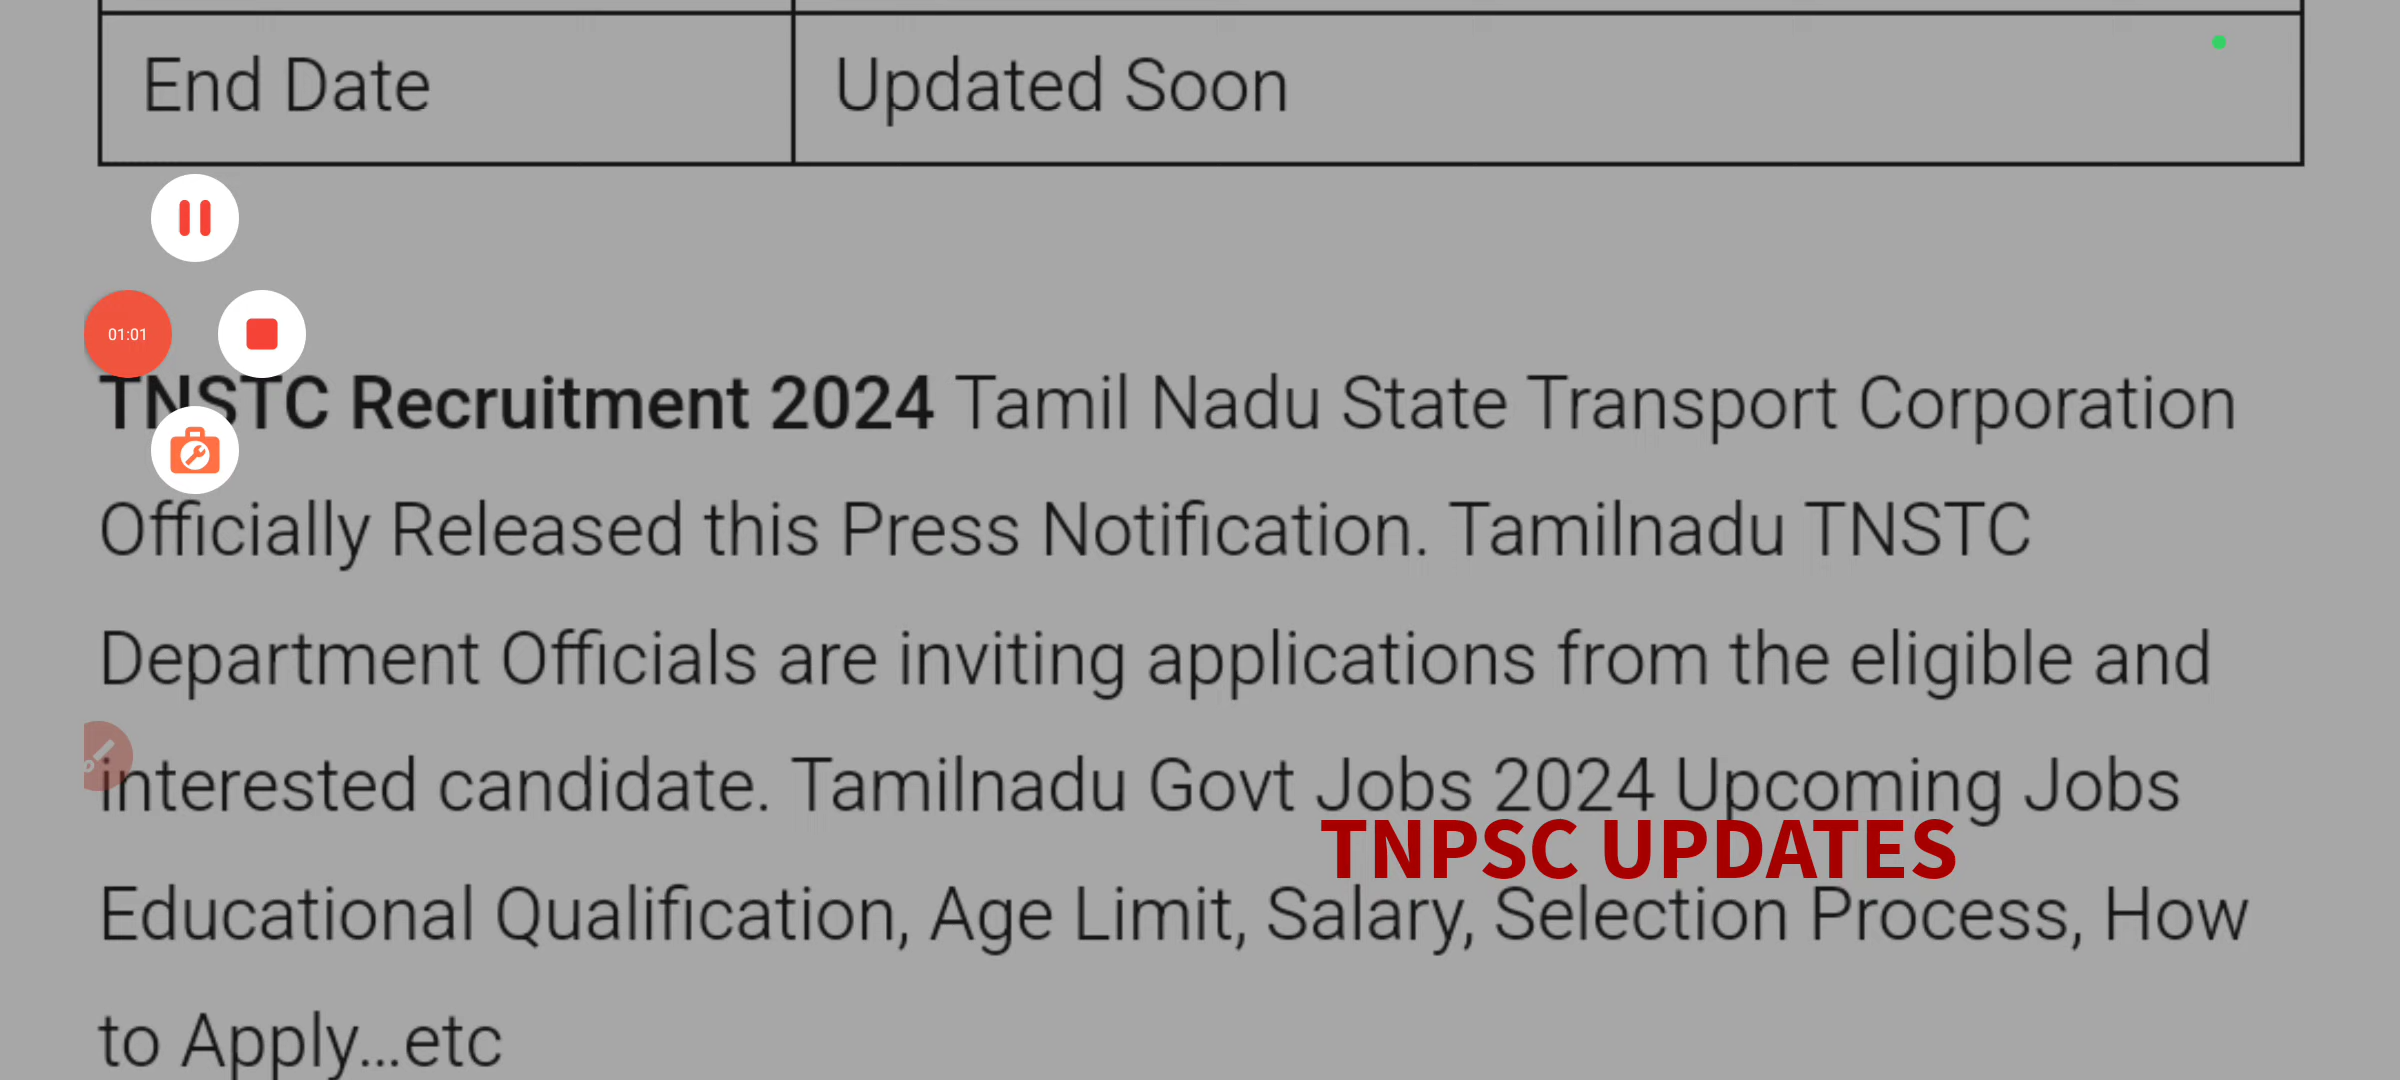 End Date Updated Soon
01:01
TNSTC Recruitment 2024 Tamil Nadu State Transport Corporation
Officially Released this Press Notification. Tamilnadu TNSTC
Department Officials are inviting applications from the eligible and
interested candidate. Tamilnadu Govt Jobs 2024 Upcoming Jobs
TNPSC UPDATES
Educational Qualification, Age Limit, Salary, Selection Process, How
to Apply...etc